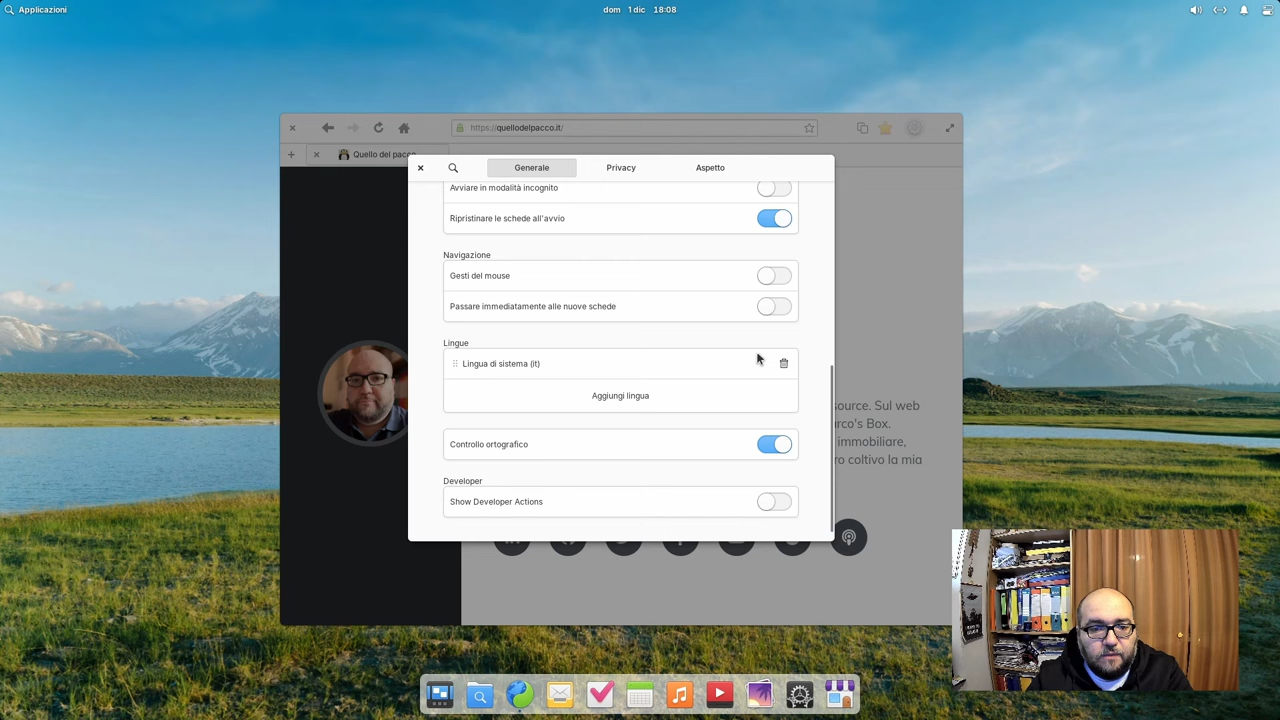 Applicazioni
dom 1 dic 18:08
https://quellodelpacco.it/
Quello del pacco
Generale
Privacy
Aspetto
Avviare in modalità incognito
Ripristinare le schede all'avvio
Navigazione
Gesti del mouse
Passare immediatamente alle nuove schede
Lingue
Lingua di sistema (it)
Aggiungi lingua
Controllo ortografico
Developer
Show Developer Actions
source. Sul web
arco's Box.
immobiliare,
ro coltivo la mia